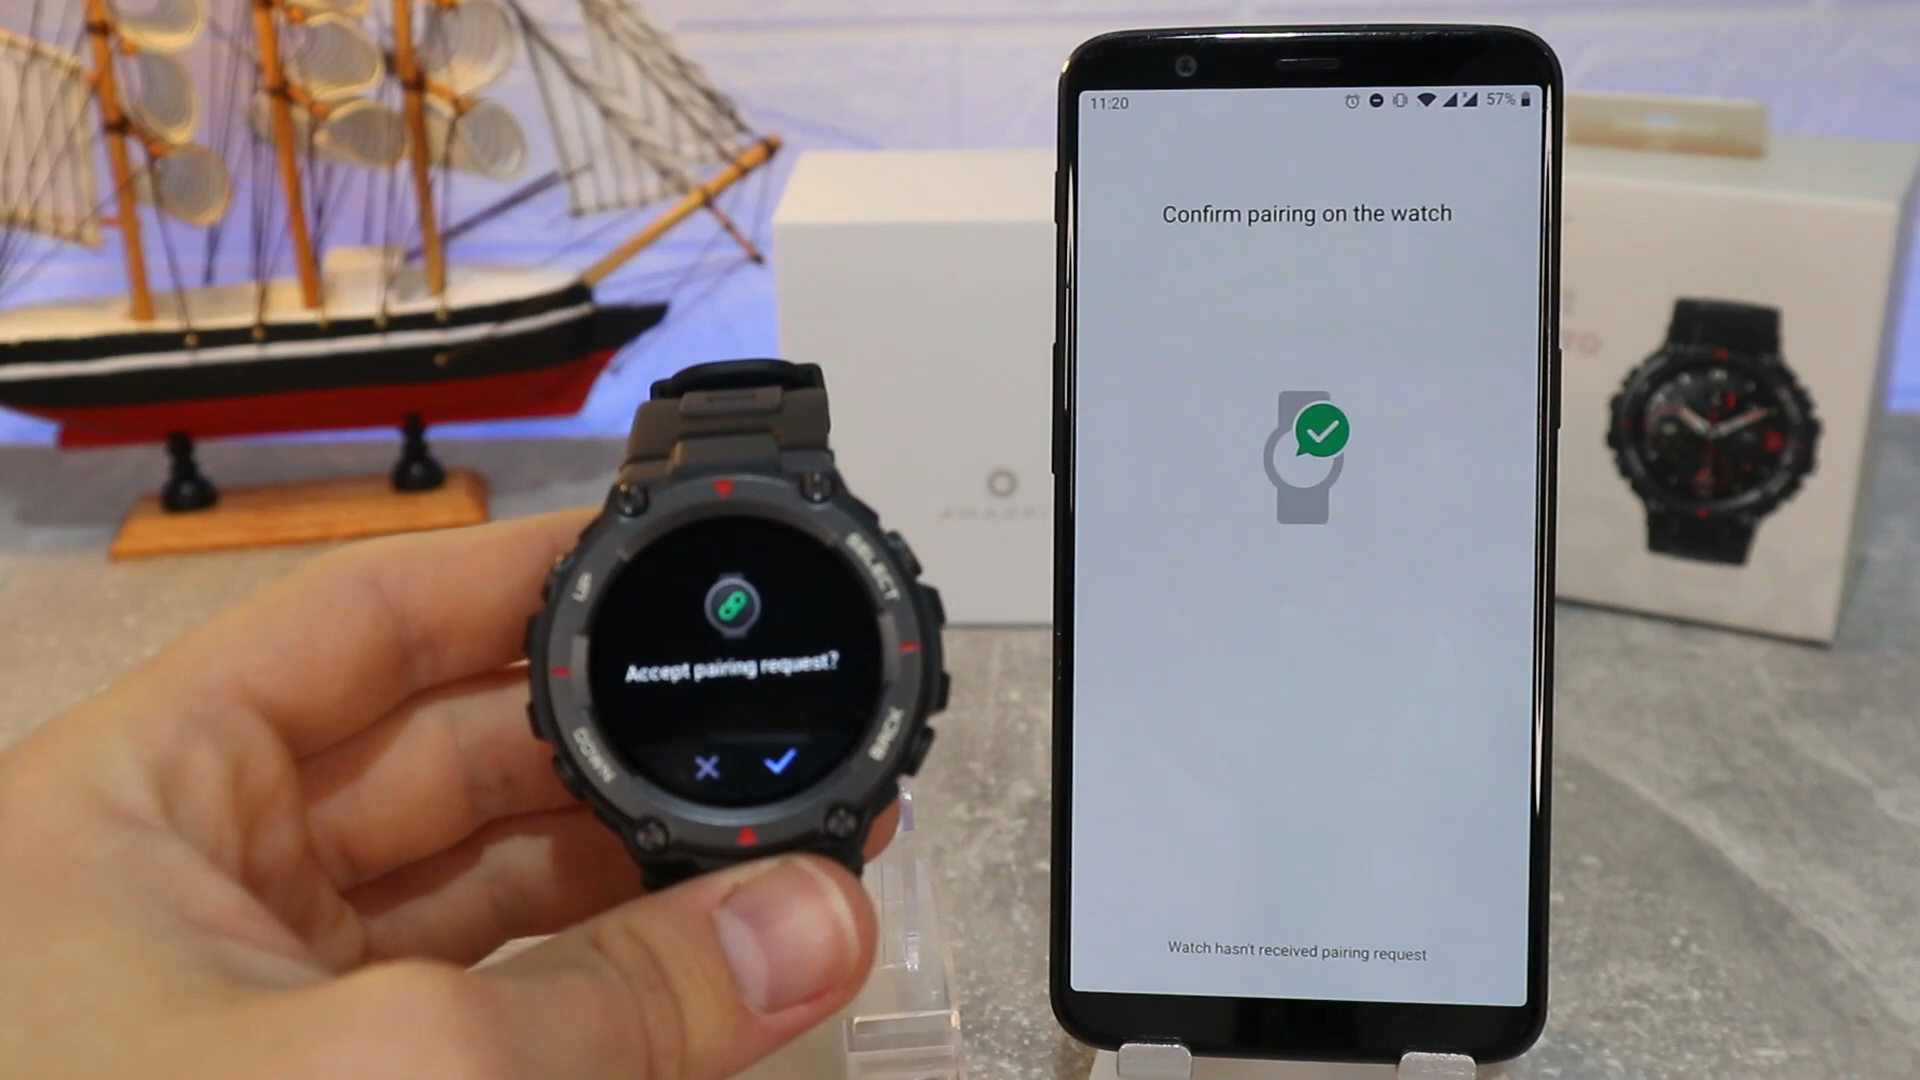 11:20
57%
Confirm pairing on the watch
Watch hasn't received pairing request
UP
SELECT
Accept pairing request?
DOWN
BACK